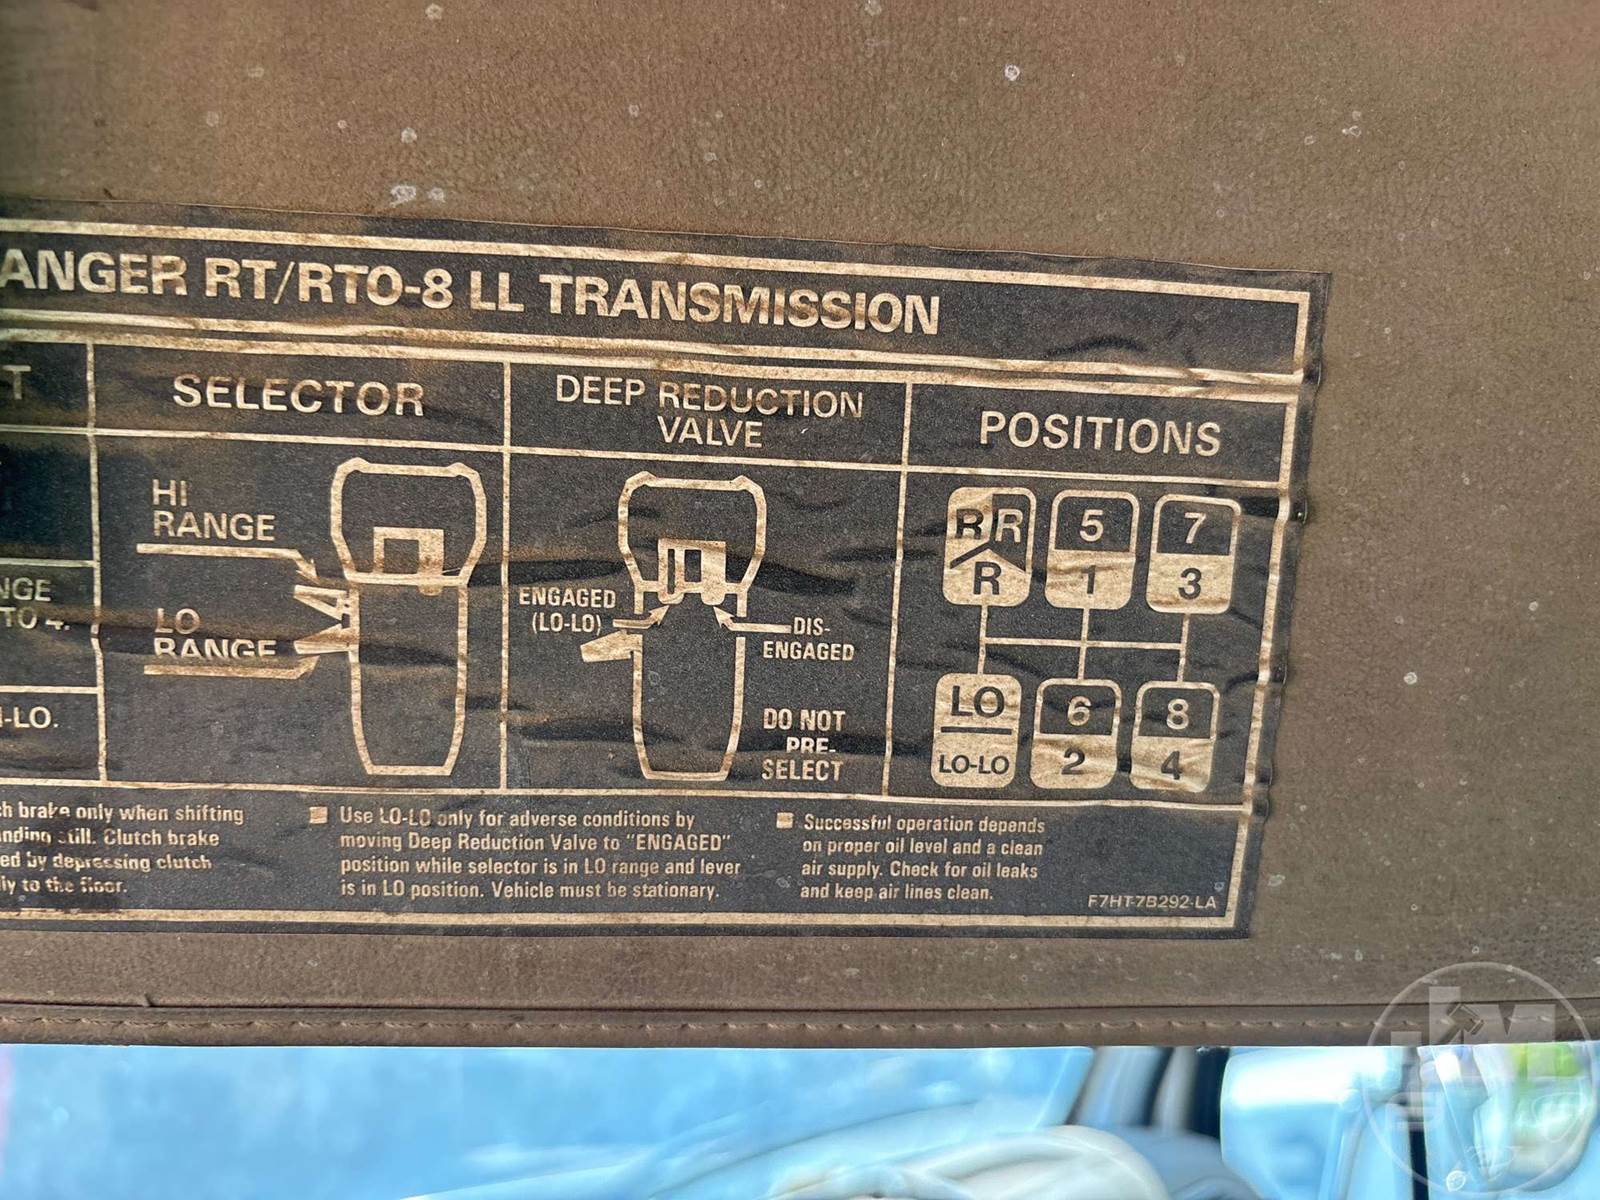 ANGER RT/RTO-8 LL TRANSMISSION
T
SELECTOR
DEEP REDUCTION
VALVE
POSITIONS
HI
RANGE
LO
RANGE
NGE
TO 4.
-LO.
ENGAGED
(LO-LO)
DIS-
ENGAGED
DO NOT
PRE-
SELECT
R R 5 7
R 1 3
LO 6 8
LO-LO 2 4
ch brake only when shifting
anding still. Clutch brake
ed by depressing clutch
ly to the floor.
Use LO-LO only for adverse conditions by
moving Deep Reduction Valve to "ENGAGED"
position while selector is in LO range and lever
is in LO position. Vehicle must be stationary.
Successful operation depends
on proper oil level and a clean
air supply. Check for oil leaks
and keep air lines clean.
F7HT-7B292-LA